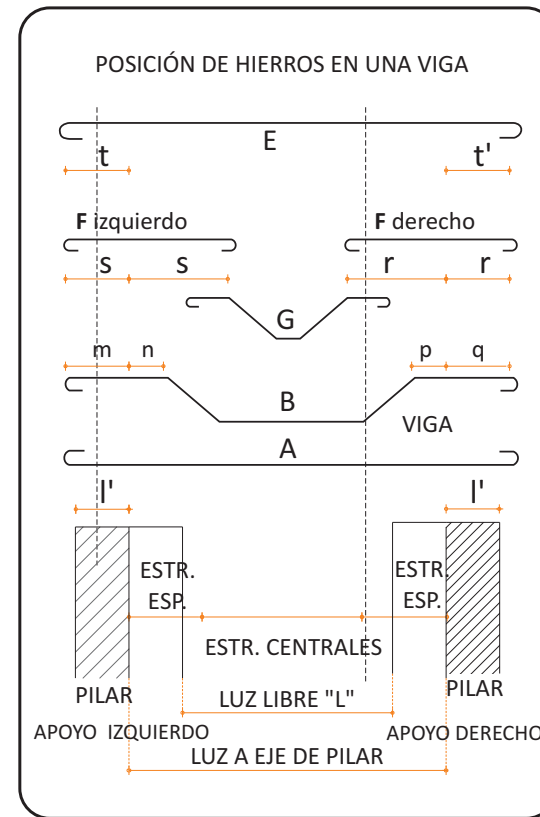 POSICIÓN DE HIERROS EN UNA VIGA
E
t t'
F izquierdo F derecho
s s r r
G
m n p q
B
VIGA
A
l' l'
ESTR. ESP. ESTR. ESP.
ESTR. CENTRALES
PILAR LUZ LIBRE "L" PILAR
APOYO IZQUIERDO APOYO DERECHO
LUZ A EJE DE PILAR